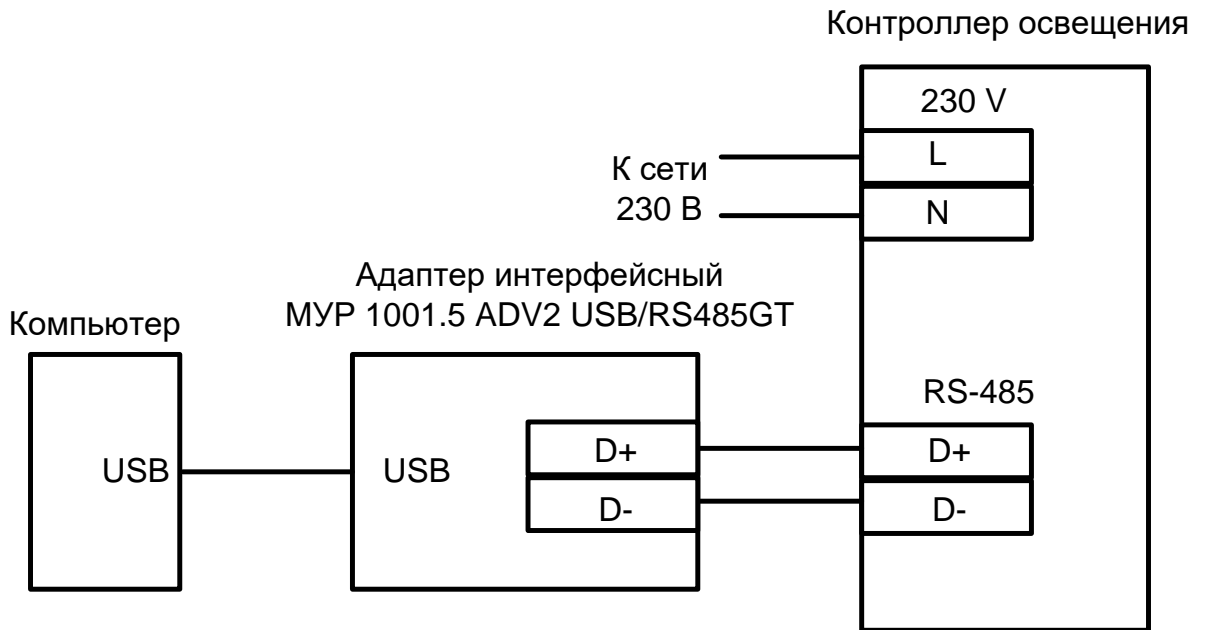 Контроллер освещения
230 V
L
К сети
230 В
N
Адаптер интерфейсный
МУР 1001.5 ADV2 USB/RS485GT
Компьютер
RS-485
USB
USB
D+
D+
D-
D-